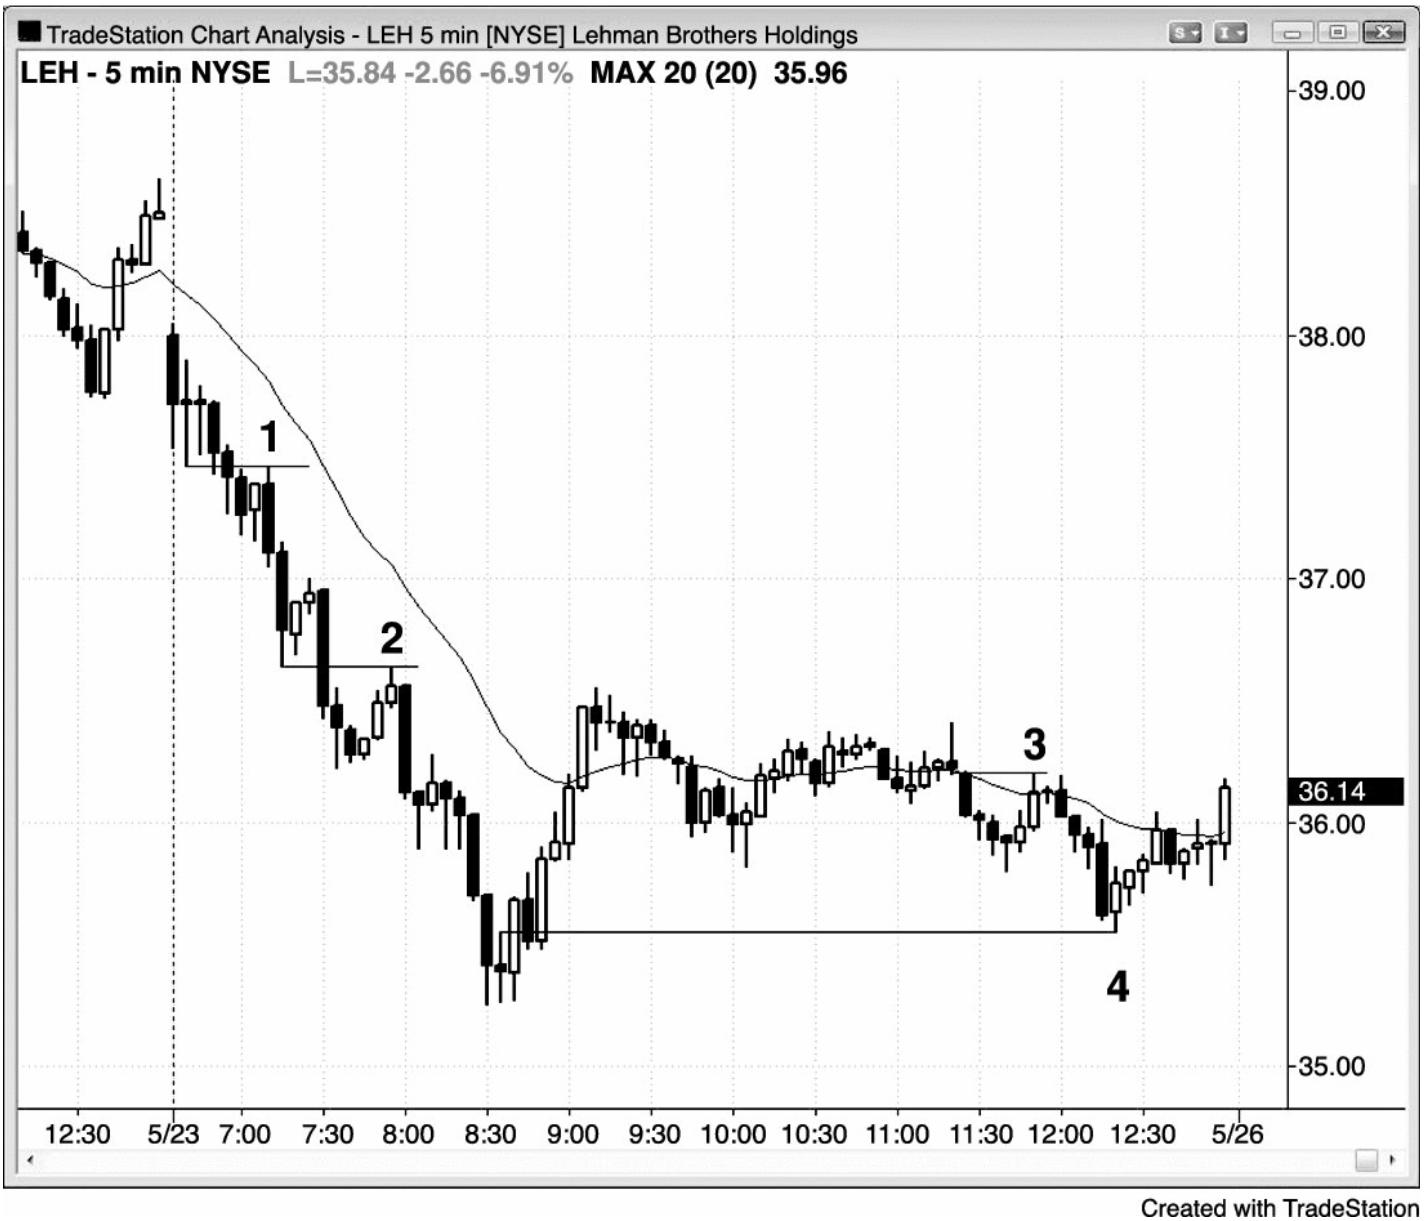 TradeStation Chart Analysis - LEH 5 min [NYSE] Lehman Brothers Holdings
S
I
LEH - 5 min NYSE L=35.84 -2.66 -6.91% MAX 20 (20) 35.96
39.00
38.00
1
37.00
2
3
36.14
36.00
4
35.00
12:30 5/23 7:00 7:30 8:00 8:30 9:00 9:30 10:00 10:30 11:00 11:30 12:00 12:30 5/26
Created with TradeStation